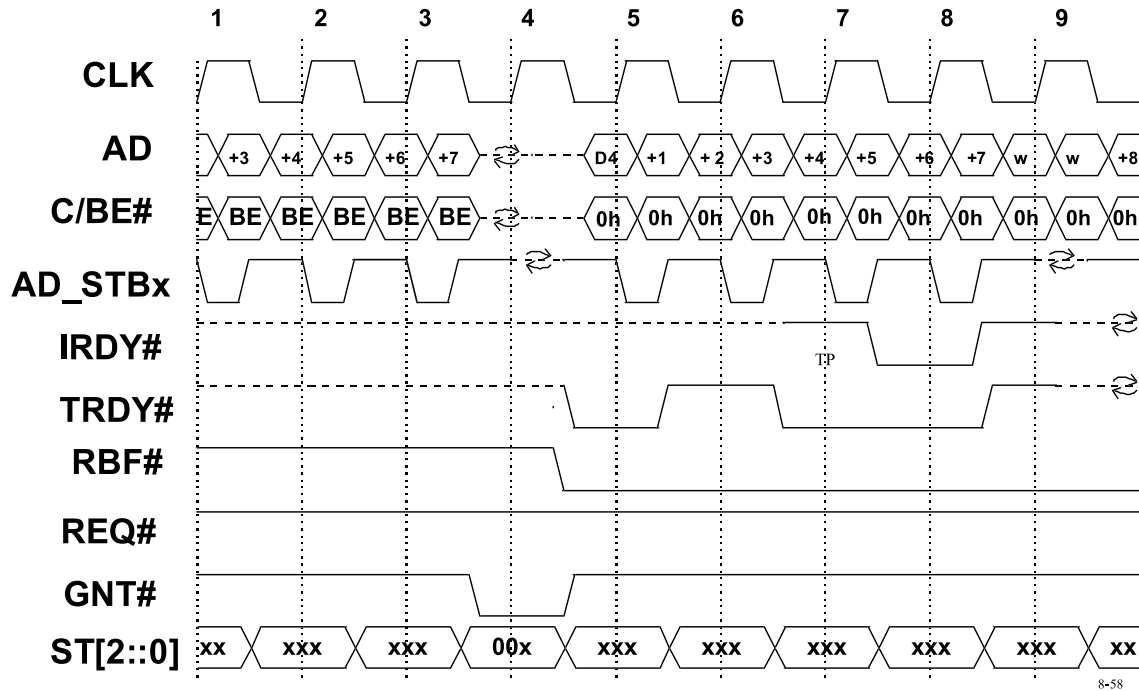 1 2 3 4 5 6 7 8 9
CLK
AD +3 +4 +5 +6 +7 D4 +1 + 2 +3 +4 +5 +6 +7 w w +8
C/BE# E BE BE BE BE BE 0h 0h 0h 0h 0h 0h 0h 0h 0h 0h 0h
AD_STBx
IRDY#
TP
TRDY#
RBF#
REQ#
GNT#
ST[2::0] xx xxx xxx 00x xxx xxx xxx xxx xxx xx
8-58